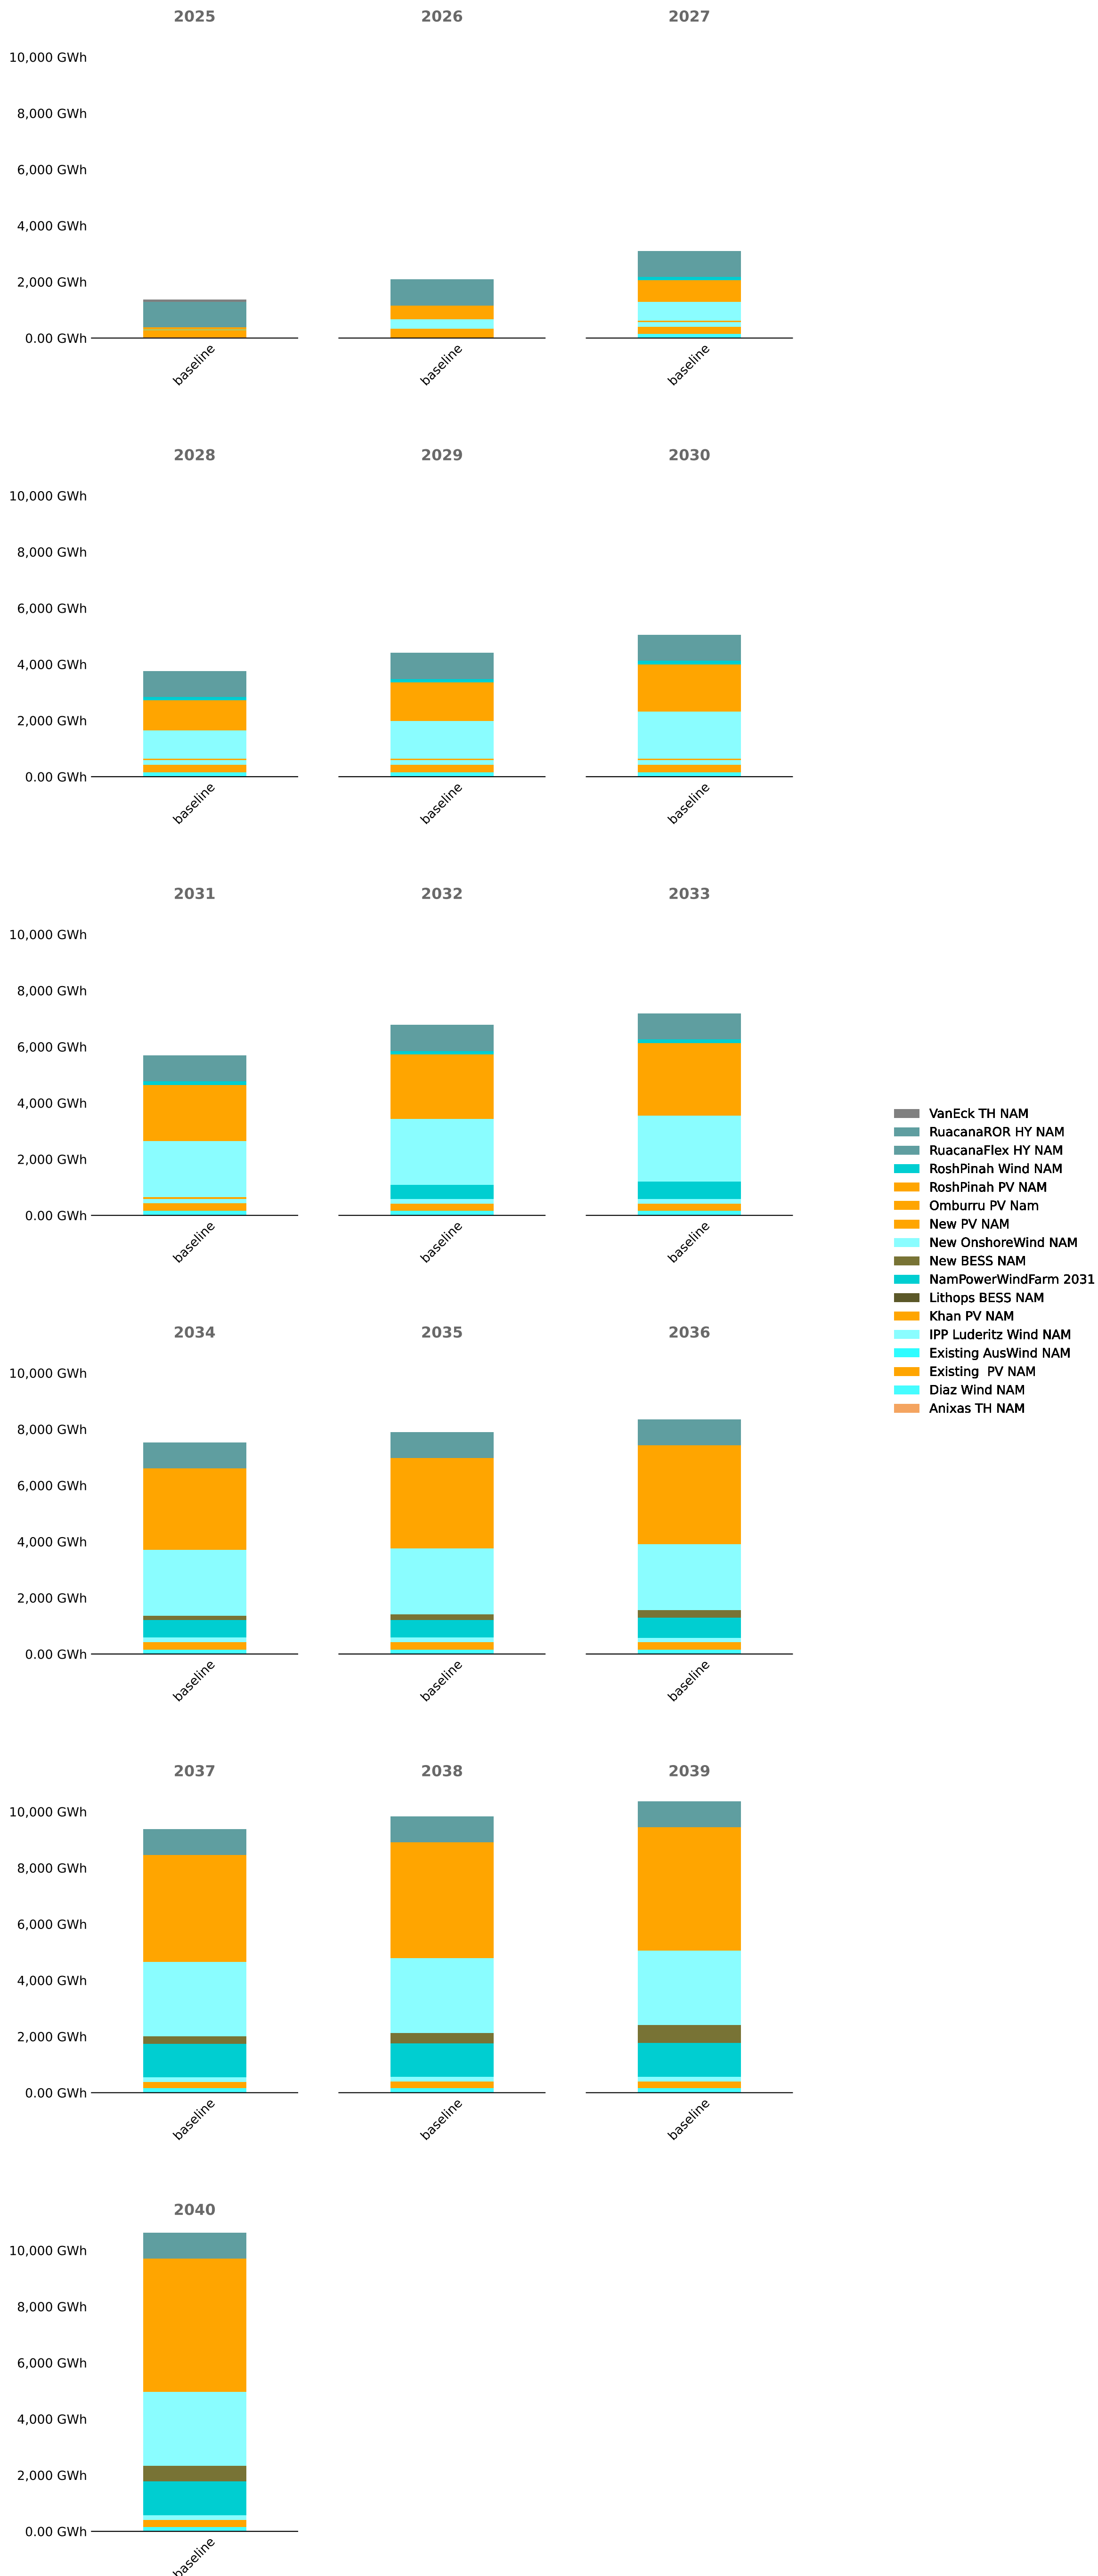 2025
2026
2027
10,000 GWh
8,000 GWh
6,000 GWh
4,000 GWh
2,000 GWh
0.00 GWh
baseline
baseline
baseline
2028
2029
2030
10,000 GWh
8,000 GWh
6,000 GWh
4,000 GWh
2,000 GWh
0.00 GWh
baseline
baseline
baseline
2031
2032
2033
10,000 GWh
8,000 GWh
6,000 GWh
4,000 GWh
2,000 GWh
0.00 GWh
baseline
baseline
baseline
VanEck TH NAM
RuacanaROR HY NAM
RuacanaFlex HY NAM
RoshPinah Wind NAM
RoshPinah PV NAM
Omburru PV Nam
New PV NAM
New OnshoreWind NAM
New BESS NAM
NamPowerWindFarm 2031
Lithops BESS NAM
Khan PV NAM
IPP Luderitz Wind NAM
Existing AusWind NAM
Existing  PV NAM
Diaz Wind NAM
Anixas TH NAM
2034
2035
2036
10,000 GWh
8,000 GWh
6,000 GWh
4,000 GWh
2,000 GWh
0.00 GWh
baseline
baseline
baseline
2037
2038
2039
10,000 GWh
8,000 GWh
6,000 GWh
4,000 GWh
2,000 GWh
0.00 GWh
baseline
baseline
baseline
2040
10,000 GWh
8,000 GWh
6,000 GWh
4,000 GWh
2,000 GWh
0.00 GWh
baseline